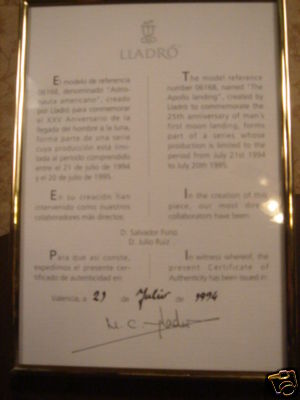 LLADRÓ
El modelo de referencia
06168, denominado "Astro-
nauta americano", creado
por Lladró para conmemorar
el XXV Aniversario de la
llegada del hombre a la luna,
forma parte de una serie
cuya producción está limi-
tada al período comprendido
entre el 21 de julio de 1994
y el 20 de julio de 1995.
En su creación han
intervenido como nuestros
colaboradores más directos:
The model reference
number 06168, named "The
Apollo landing", created by
Lladró to commemorate the
25th anniversary of man's
first moon landing, forms
part of a series whose
production is limited to the
period from July 21st 1994
to July 20th 1995.
In the creation of this
piece, our most direct
collaborators have been:
D. Salvador Furió
D. Julio Ruiz
Para que así conste,
expedimos el presente cer-
tificado de autenticidad en:
In witness whereof, the
present Certificate of
Authenticity has been issued in:
Valencia, a 21 de Julio de 1994
eBay